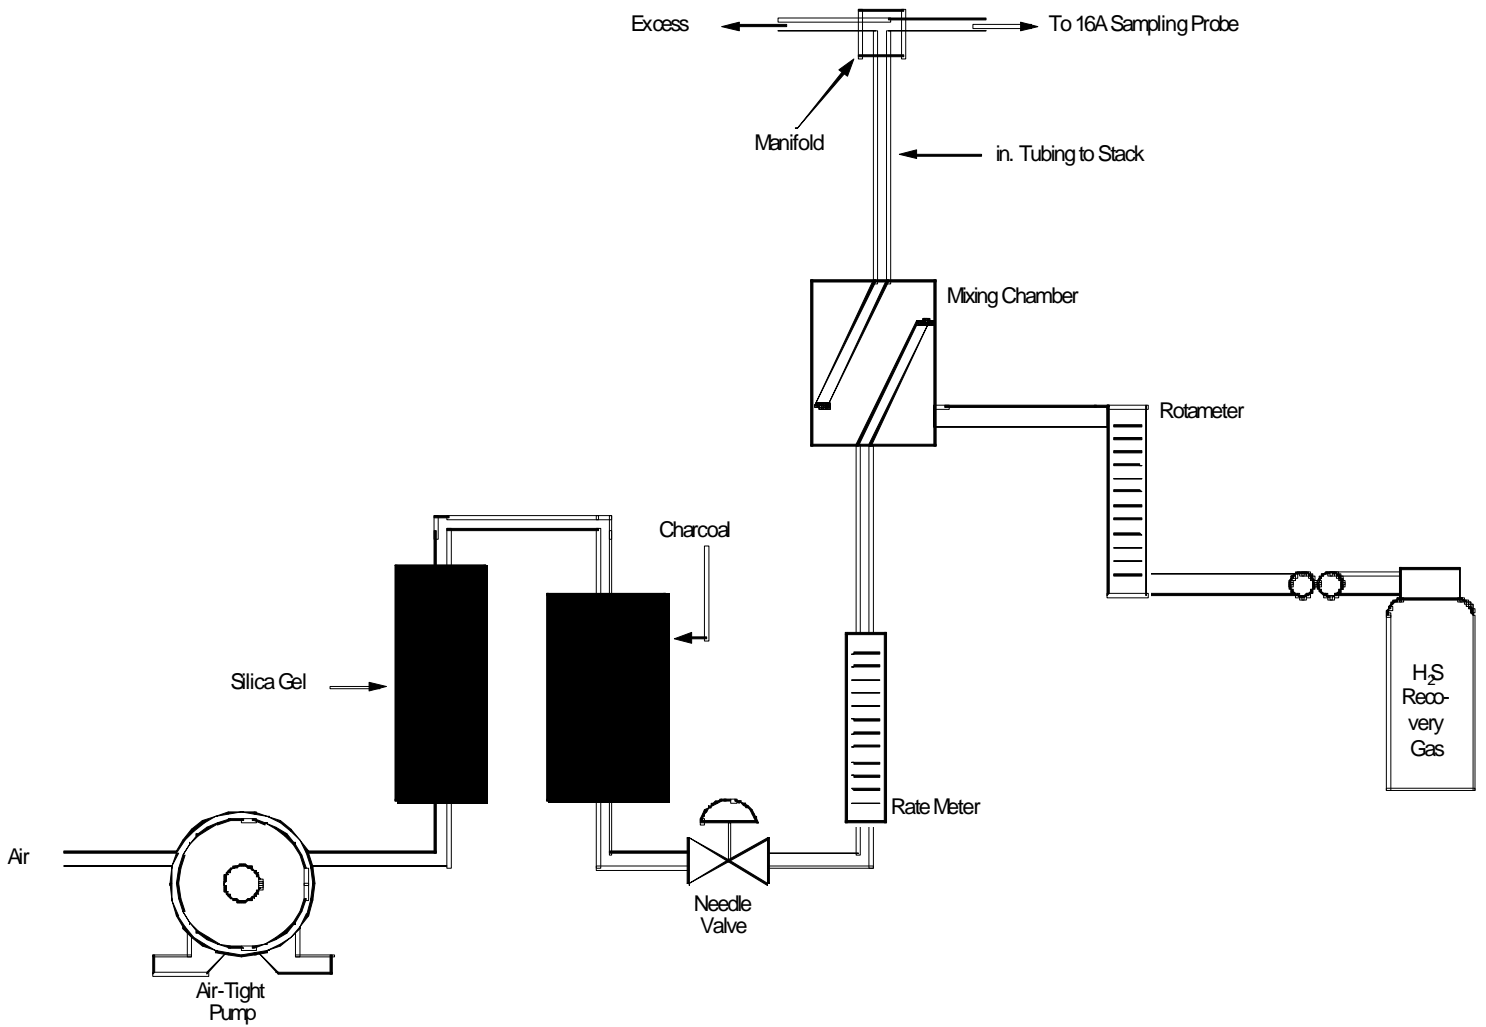 Excess
To 16A Sampling Probe
Manifold
in. Tubing to Stack
Mixing Chamber
Rotameter
Charcoal
Silica Gel
H₂S
Reco-
very
Gas
Rate Meter
Air
Needle
Valve
Air-Tight
Pump